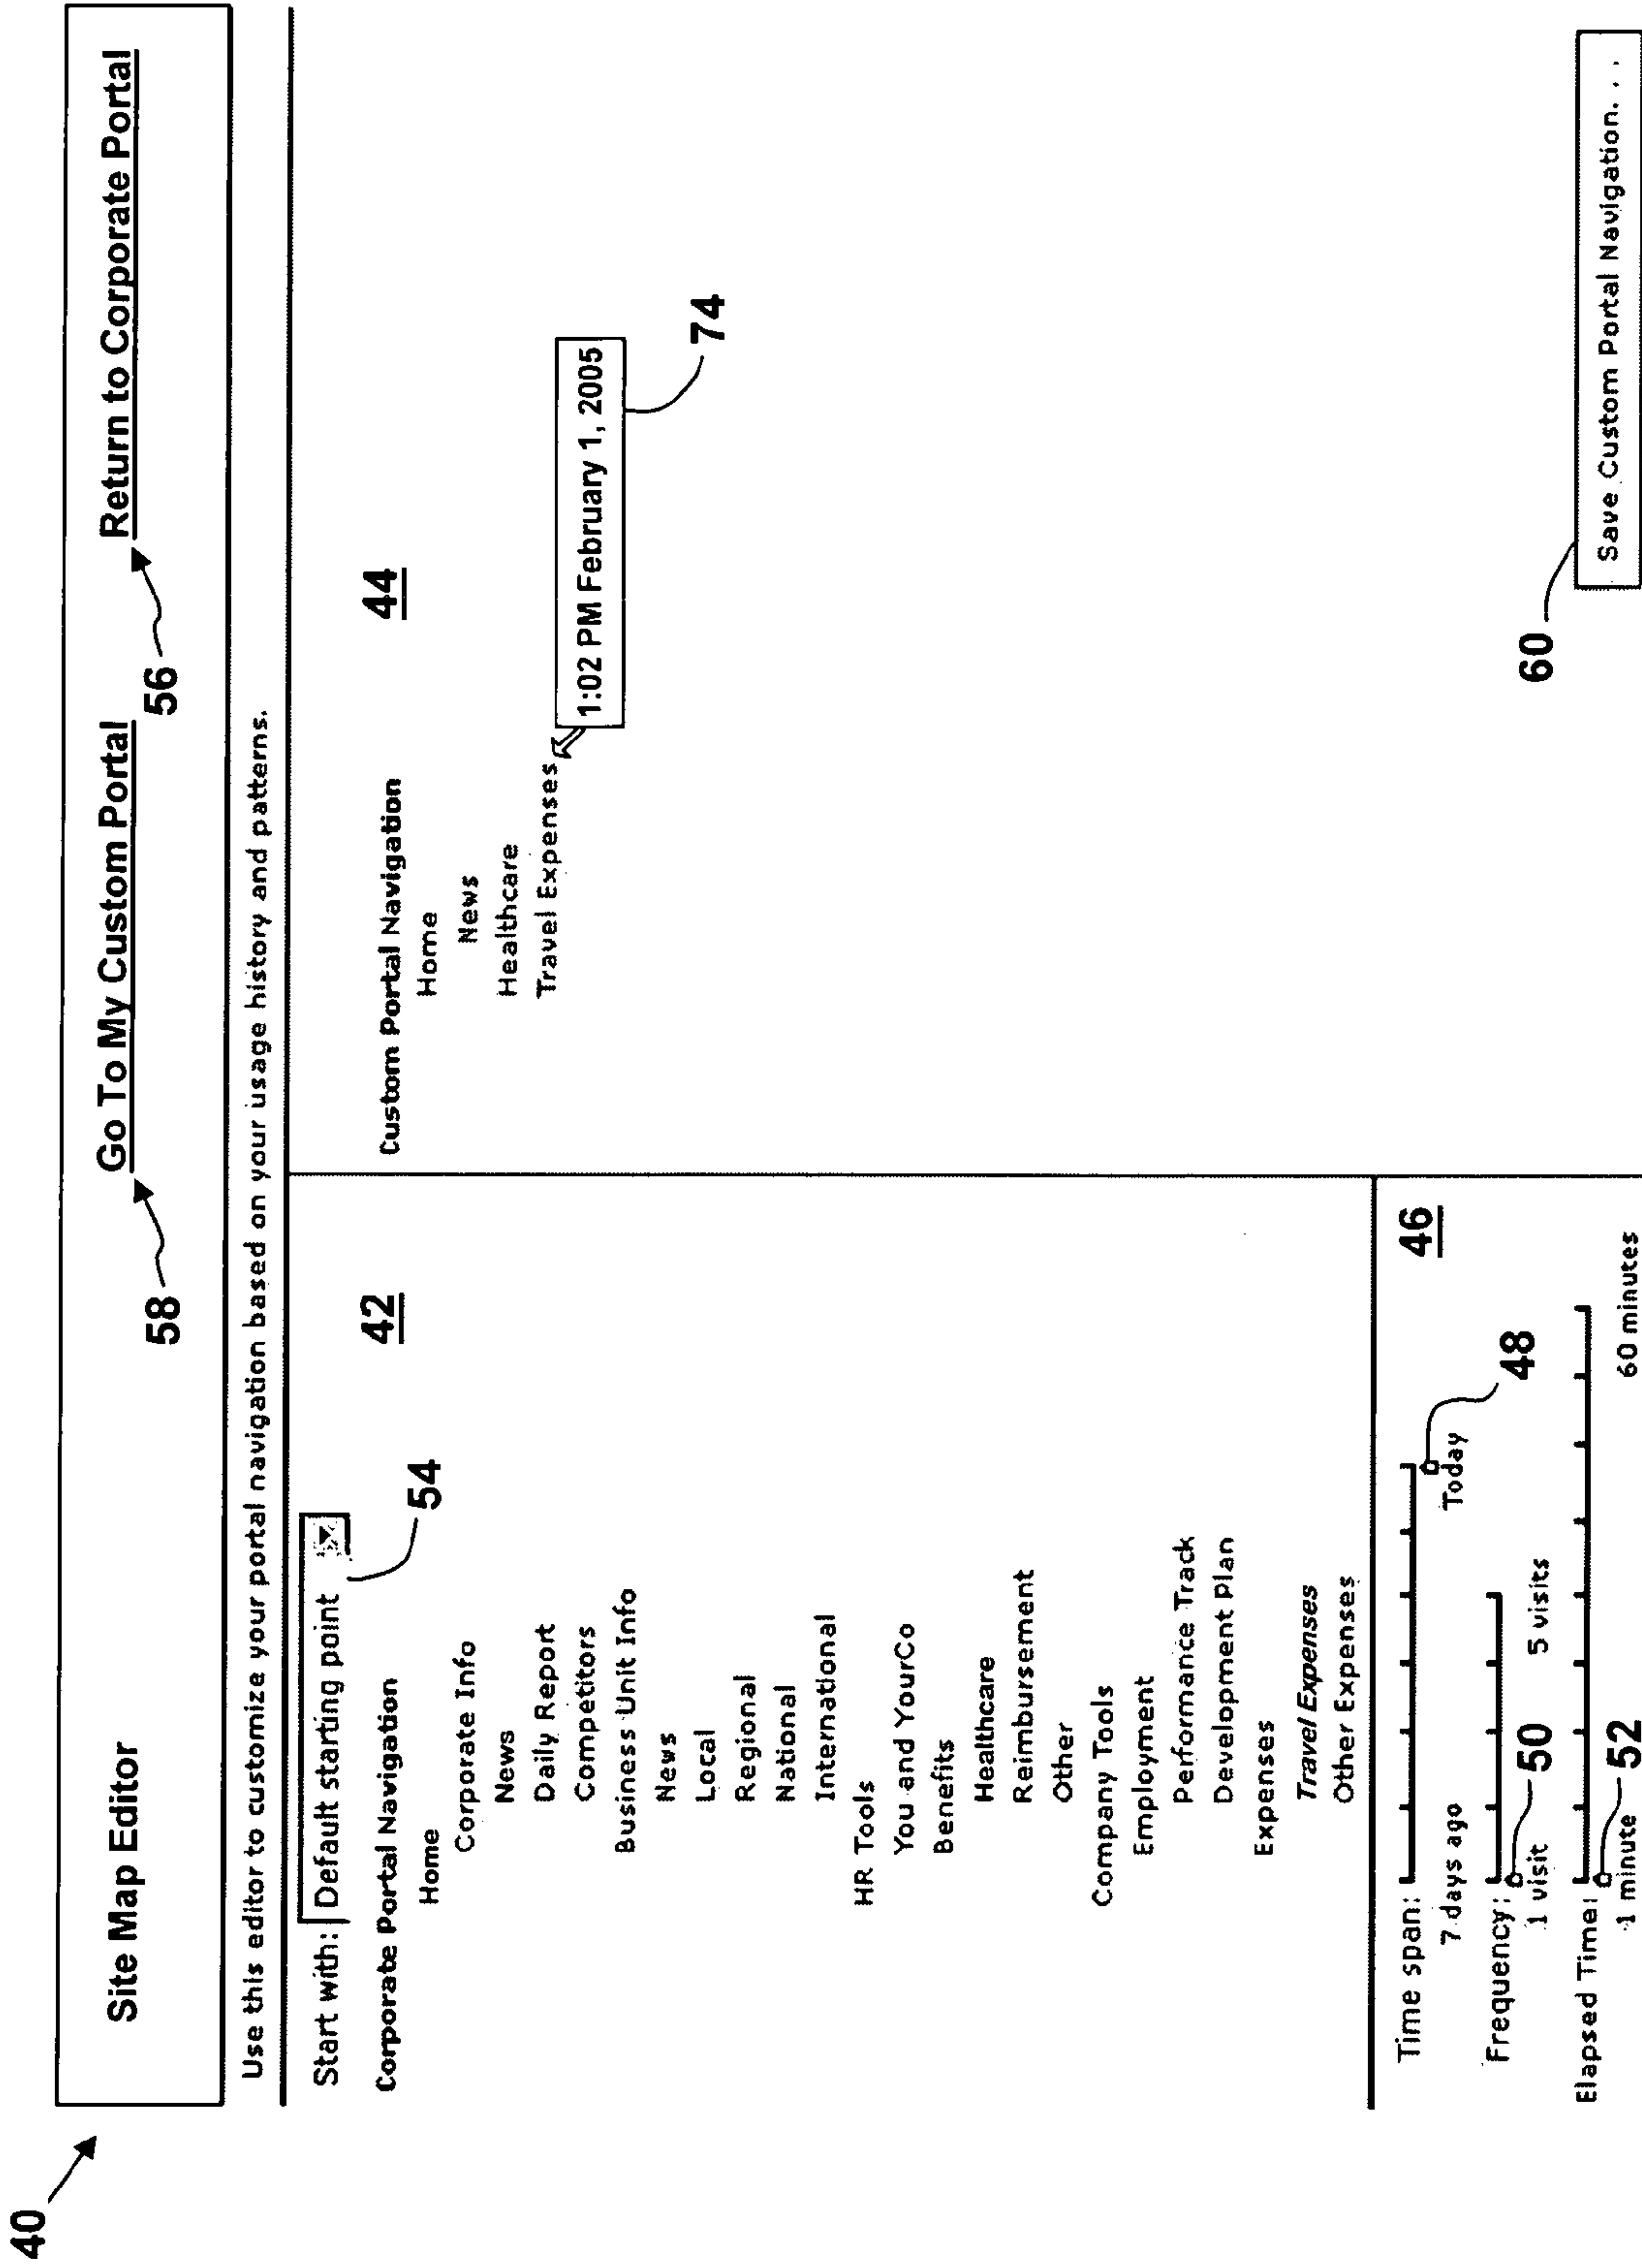 40
Site Map Editor
Go To My Custom Portal
Return to Corporate Portal
58
56
Use this editor to customize your portal navigation based on your usage history and patterns.
Start with: Default starting point
54
42
Corporate Portal Navigation
Home
Corporate Info
News
Daily Report
Competitors
Business Unit Info
News
Local
Regional
National
International
HR Tools
You and YourCo
Benefits
Healthcare
Reimbursement
Other
Company Tools
Employment
Performance Track
Development Plan
Expenses
Travel Expenses
Other Expenses
44
Custom Portal Navigation
Home
News
Healthcare
Travel Expenses
1:02 PM February 1, 2005
74
46
Time span:
7 days ago
Today
48
Frequency:
1 visit
50
5 visits
Elapsed Time:
1 minute
52
60 minutes
60
Save Custom Portal Navigation. . .